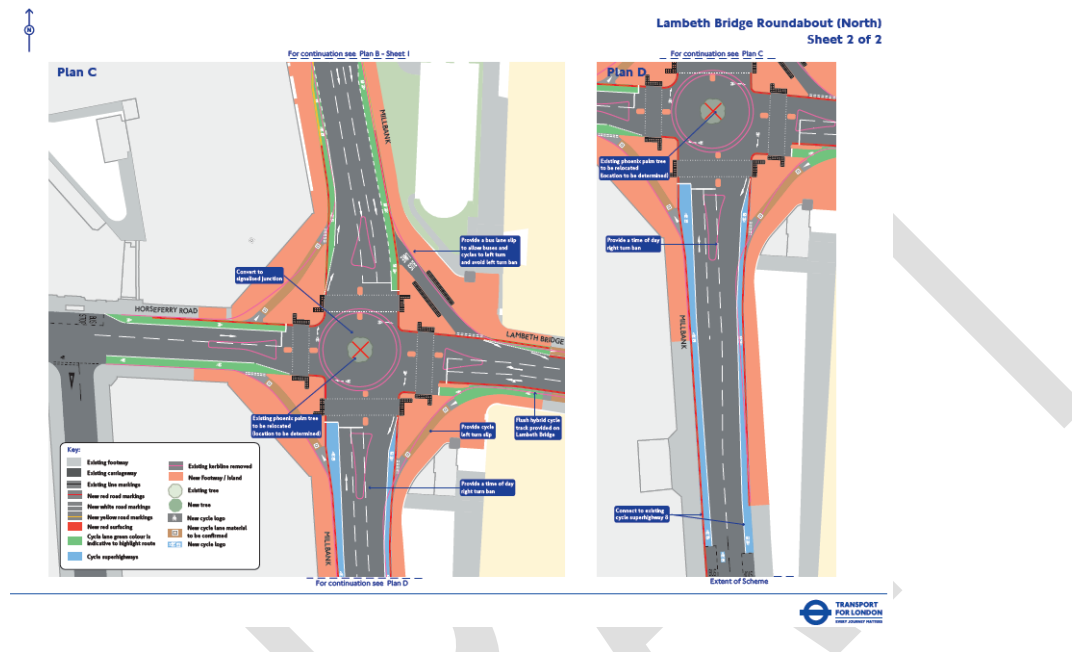 Lambeth Bridge Roundabout (North)
Sheet 2 of 2
N
For continuation see Plan B - Sheet 1
Plan C
MILLBANK
Provide a bus lane slip
to allow buses and
cycles to left turn
and avoid left turn ban
Convert to
signalised junction
HORSEFERRY ROAD
LAMBETH BRIDGE
Existing phoenix palm tree
to be relocated
(location to be determined)
Provide cycle
left turn slip
Flush hybrid cycle
track provided on
Lambeth Bridge
Provide a time of day
right turn ban
MILLBANK
For continuation see Plan D
Key:
Existing footway
Existing carriageway
Existing line markings
New red road markings
New white road markings
New yellow road markings
New red surfacing
Cycle lane green colour is
indicative to highlight route
Cycle superhighways
Existing kerbline removed
New Footway / Island
Existing tree
New tree
New cycle logo
New cycle lane material
to be confirmed
New cycle logo
For continuation see Plan C
Plan D
Existing phoenix palm tree
to be relocated
(location to be determined)
Provide a time of day
right turn ban
MILLBANK
Connect to existing
cycle superhighway 8
Extent of Scheme
TRANSPORT
FOR LONDON
EVERY JOURNEY MATTERS